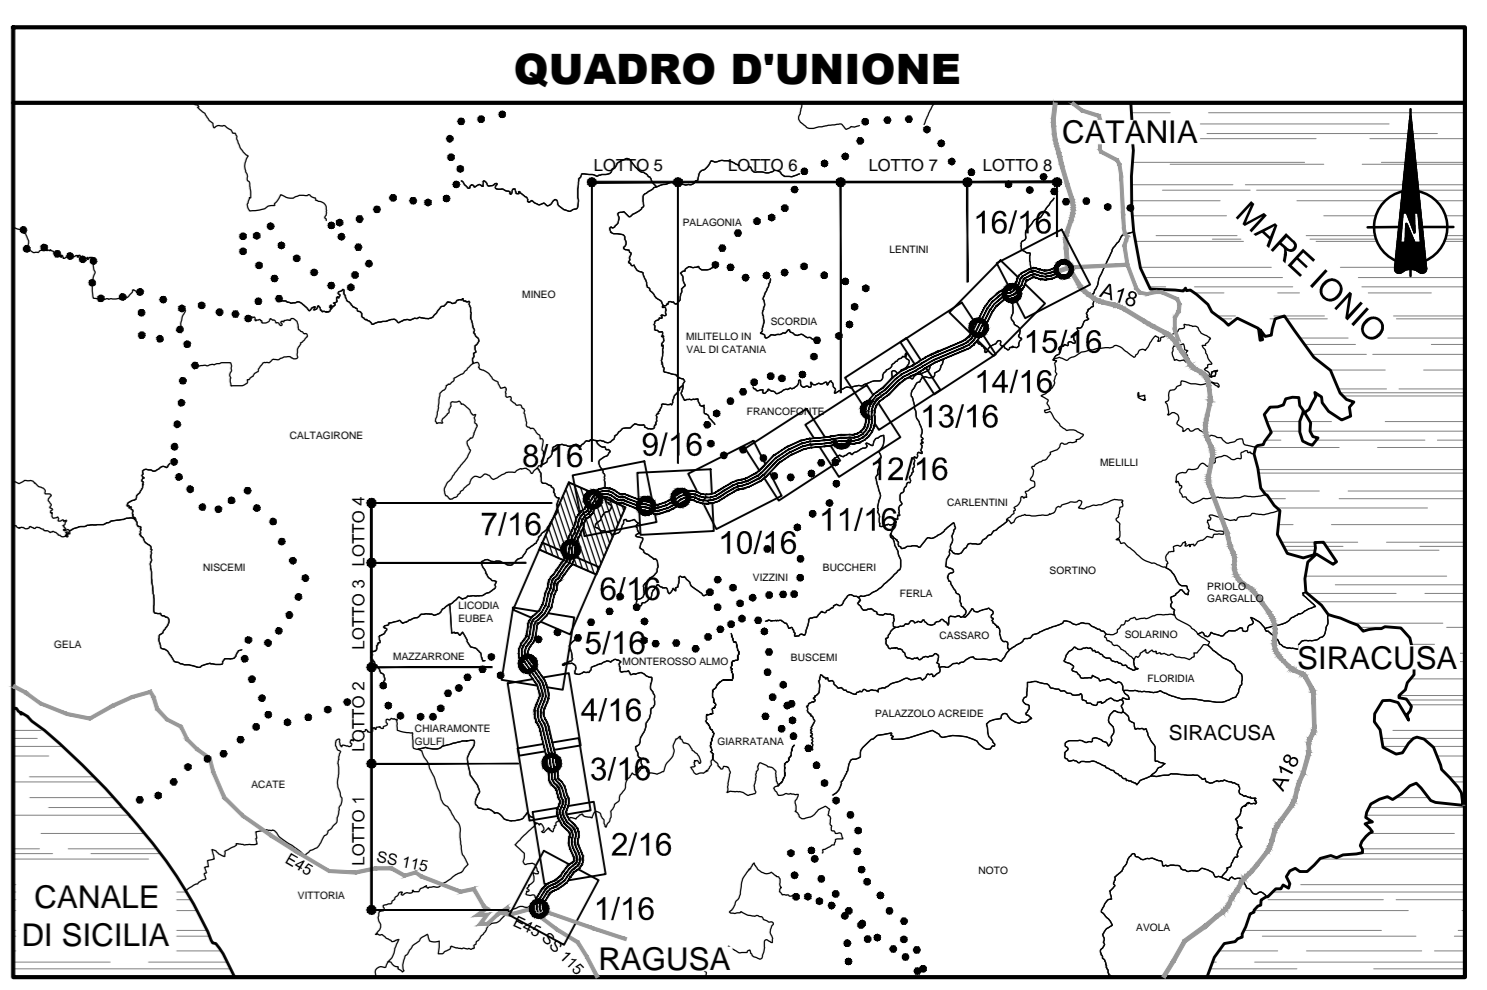 QUADRO D'UNIONE
CATANIA
LOTTO 5
LOTTO 6
LOTTO 7
LOTTO 8
16/16
PALAGONIA
LENTINI
MARE IONIO
N
MINEO
A18
SCORDIA
MILITELLO IN
VAL DI CATANIA
15/16
14/16
FRANCOFONTE
13/16
CALTAGIRONE
9/16
8/16
MELILLI
12/16
CARLENTINI
7/16
11/16
10/16
LOTTO 4
NISCEMI
VIZZINI
BUCCHERI
SORTINO
6/16
FERLA
PRIOLO
GARGALLO
LOTTO 3
LICODIA
EUBEA
GELA
5/16
CASSARO
SOLARINO
MAZZARRONE
MONTEROSSO ALMO
BUSCEMI
SIRACUSA
FLORIDIA
LOTTO 2
4/16
PALAZZOLO ACREIDE
CHIARAMONTE
GULFI
GIARRATANA
SIRACUSA
3/16
A18
ACATE
LOTTO 1
2/16
E45
SS 115
NOTO
VITTORIA
CANALE
DI SICILIA
1/16
E45 SS 115
AVOLA
RAGUSA